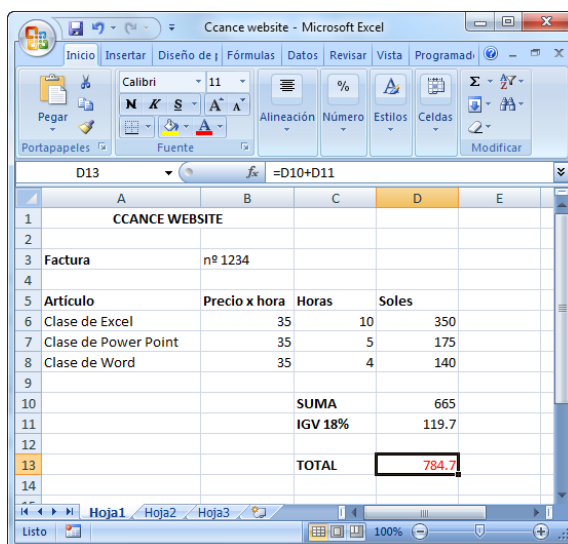 Ccance website - Microsoft Excel
Inicio Insertar Diseño de p Fórmulas Datos Revisar Vista Programad
Calibri 11
Pegar
N K S
A A
%
A
Σ
Alineación Número Estilos Celdas
Portapapeles Fuente Modificar
D13 fx =D10+D11
A B C D E
1 CCANCE WEBSITE
2
3 Factura nº 1234
4
5 Artículo Precio x hora Horas Soles
6 Clase de Excel 35 10 350
7 Clase de Power Point 35 5 175
8 Clase de Word 35 4 140
9
10 SUMA 665
11 IGV 18% 119.7
12
13 TOTAL 784.7
14
Hoja1 Hoja2 Hoja3
Listo 100%